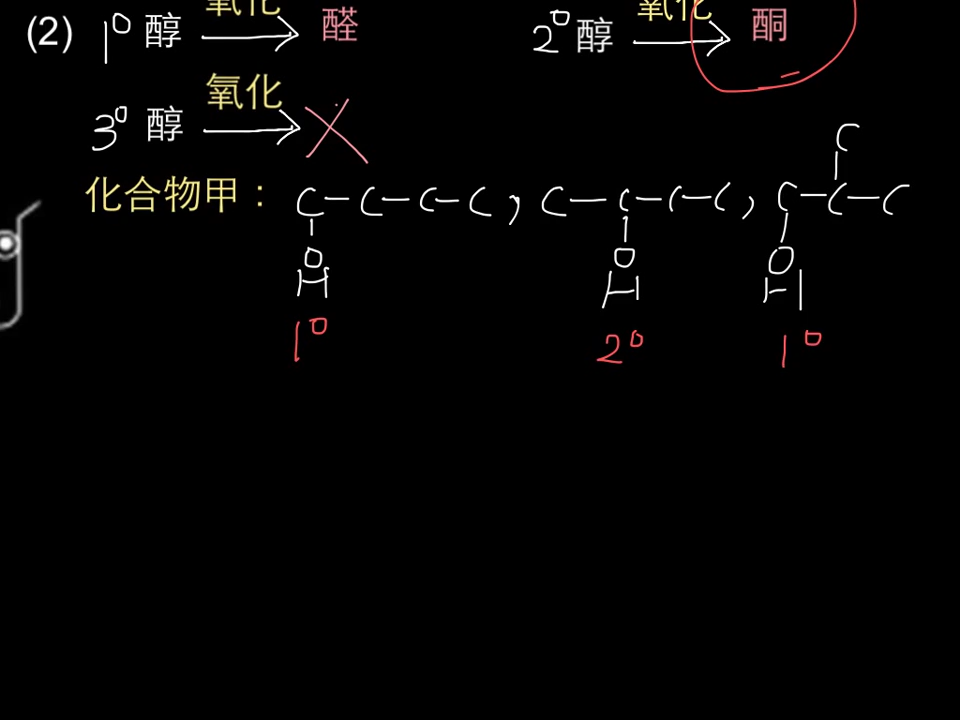 (2) 1° 醇 氧化 → 醛 2° 醇 氧化 → 酮
3° 醇 氧化 → X
化合物甲： C－C－C－C , C－C－C－C , C－C－C
C
OH OH OH
1° 2° 1°